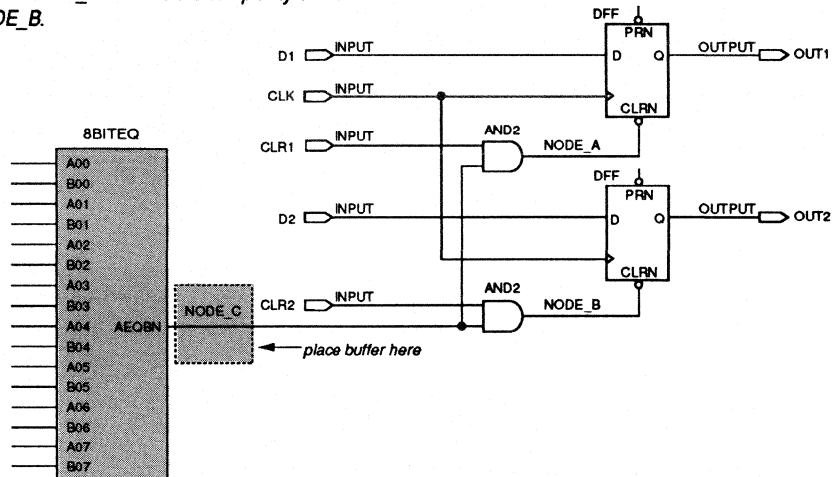 DE_B.
DFF
PRN
D1 INPUT D Q OUTPUT OUT1
CLK INPUT
CLRN
8BITEQ
CLR1 INPUT AND2 NODE_A
DFF
PRN
D2 INPUT D Q OUTPUT OUT2
CLRN
CLR2 INPUT AND2 NODE_B
A00
B00
A01
B01
A02
B02
A03
B03
A04 AEQBN NODE_C
B04
place buffer here
A05
B05
A06
B06
A07
B07